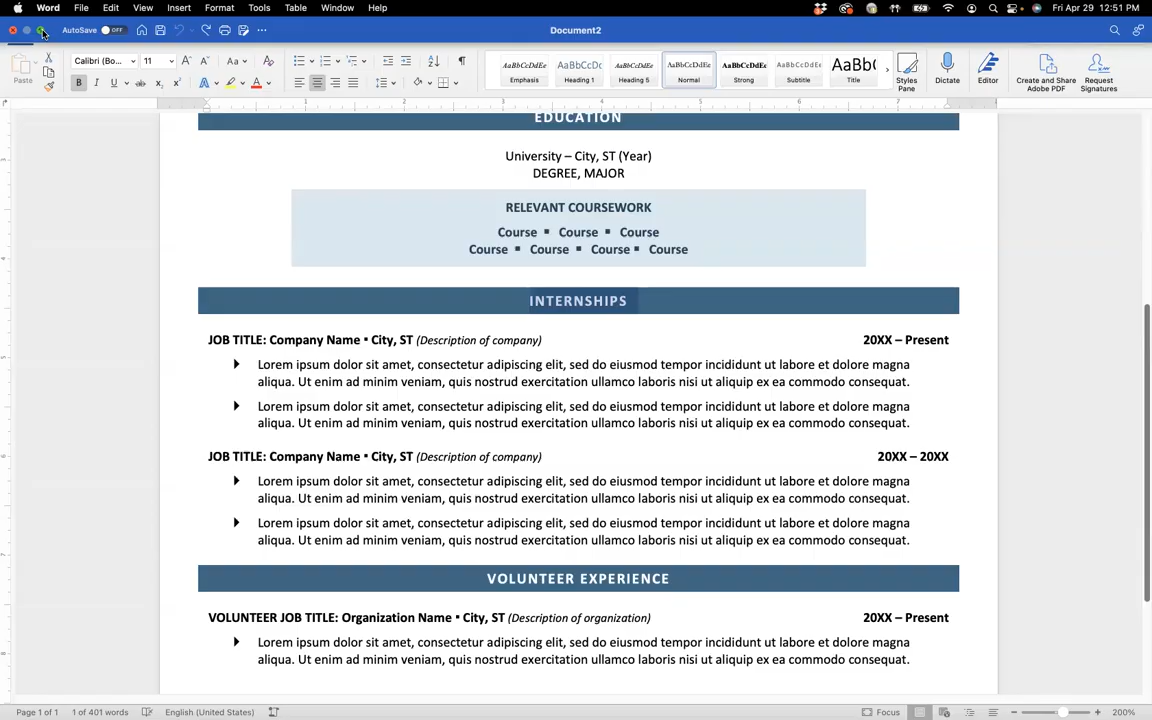 Word File Edit View Insert Format Tools Table Window Help Fri Apr 29 12:51 PM
AutoSave OFF Document2
Paste Calibri (Bo... 11 Emphasis Heading 1 Heading 5 Normal Strong Subtitle Title Styles Pane Dictate Editor Create and Share Adobe PDF Request Signatures
AaBbCcDdEe AaBbCcDc AaBbCcDdEe AaBbCcDdEe AaBbCcDdEe AaBbCcDdEe AaBb(
1 2 3 4 5 6 7
EDUCATION
University – City, ST (Year)
DEGREE, MAJOR
RELEVANT COURSEWORK
Course ▪ Course ▪ Course
Course ▪ Course ▪ Course ▪ Course
INTERNSHIPS
JOB TITLE: Company Name ▪ City, ST (Description of company) 20XX – Present
Lorem ipsum dolor sit amet, consectetur adipiscing elit, sed do eiusmod tempor incididunt ut labore et dolore magna
aliqua. Ut enim ad minim veniam, quis nostrud exercitation ullamco laboris nisi ut aliquip ex ea commodo consequat.
Lorem ipsum dolor sit amet, consectetur adipiscing elit, sed do eiusmod tempor incididunt ut labore et dolore magna
aliqua. Ut enim ad minim veniam, quis nostrud exercitation ullamco laboris nisi ut aliquip ex ea commodo consequat.
JOB TITLE: Company Name ▪ City, ST (Description of company) 20XX – 20XX
Lorem ipsum dolor sit amet, consectetur adipiscing elit, sed do eiusmod tempor incididunt ut labore et dolore magna
aliqua. Ut enim ad minim veniam, quis nostrud exercitation ullamco laboris nisi ut aliquip ex ea commodo consequat.
Lorem ipsum dolor sit amet, consectetur adipiscing elit, sed do eiusmod tempor incididunt ut labore et dolore magna
aliqua. Ut enim ad minim veniam, quis nostrud exercitation ullamco laboris nisi ut aliquip ex ea commodo consequat.
VOLUNTEER EXPERIENCE
VOLUNTEER JOB TITLE: Organization Name ▪ City, ST (Description of organization) 20XX – Present
Lorem ipsum dolor sit amet, consectetur adipiscing elit, sed do eiusmod tempor incididunt ut labore et dolore magna
aliqua. Ut enim ad minim veniam, quis nostrud exercitation ullamco laboris nisi ut aliquip ex ea commodo consequat.
Page 1 of 1 1 of 401 words English (United States) Focus 200%